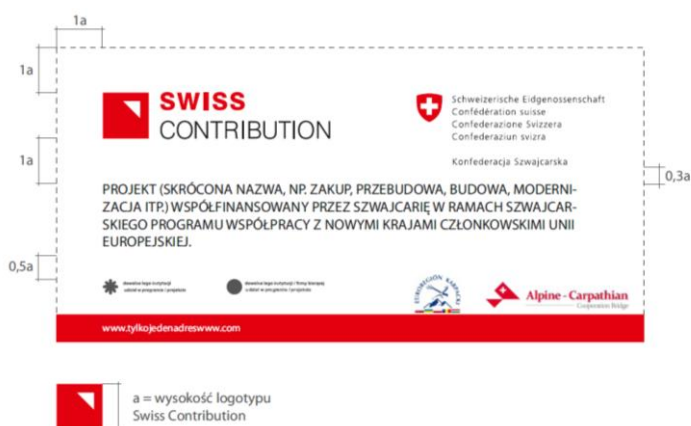 1a
1a
SWISS
CONTRIBUTION
Schweizerische Eidgenossenschaft
Confédération suisse
Confederazione Svizzera
Confederaziun svizra
Konfederacja Szwajcarska
1a
0,3a
PROJEKT (SKRÓCONA NAZWA, NP. ZAKUP, PRZEBUDOWA, BUDOWA, MODERNI-
ZACJA ITP.) WSPÓŁFINANSOWANY PRZEZ SZWAJCARIĘ W RAMACH SZWAJCAR-
SKIEGO PROGRAMU WSPÓŁPRACY Z NOWYMI KRAJAMI CZŁONKOWSKIMI UNII
EUROPEJSKIEJ.
0,5a
EUROREGION KARPACKI
Alpine - Carpathian
Cooperation Bridge
www.tylkojedenadreswww.com
a = wysokość logotypu
Swiss Contribution